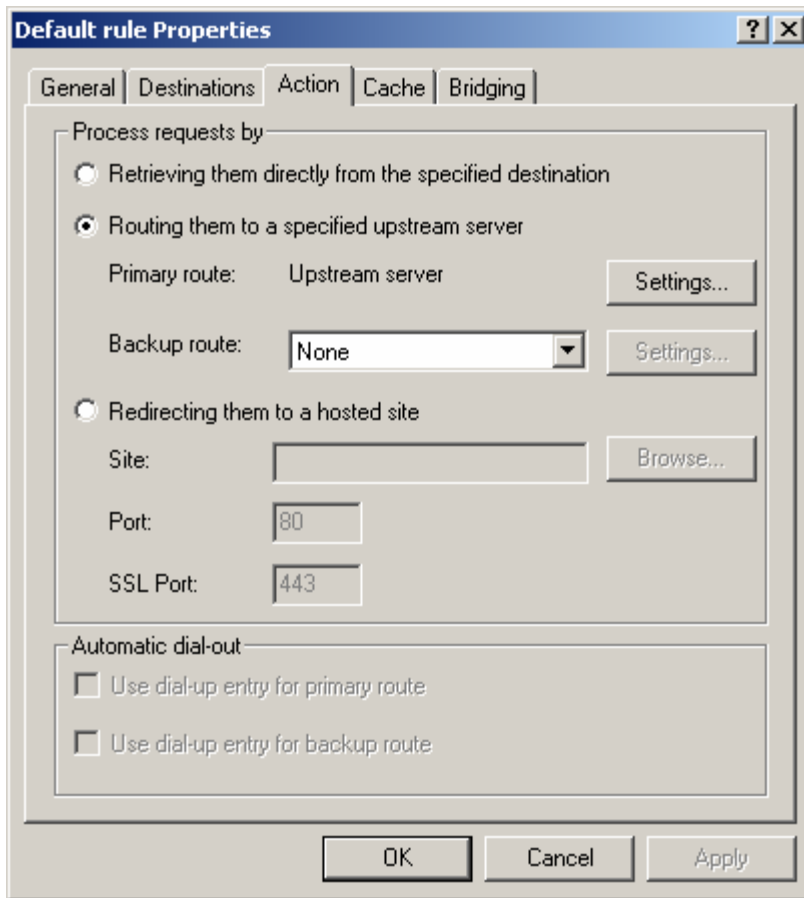 Default rule Properties
General Destinations Action Cache Bridging
Process requests by
Retrieving them directly from the specified destination
Routing them to a specified upstream server
Primary route: Upstream server Settings...
Backup route: None Settings...
Redirecting them to a hosted site
Site: Browse...
Port: 80
SSL Port: 443
Automatic dial-out
Use dial-up entry for primary route
Use dial-up entry for backup route
OK Cancel Apply